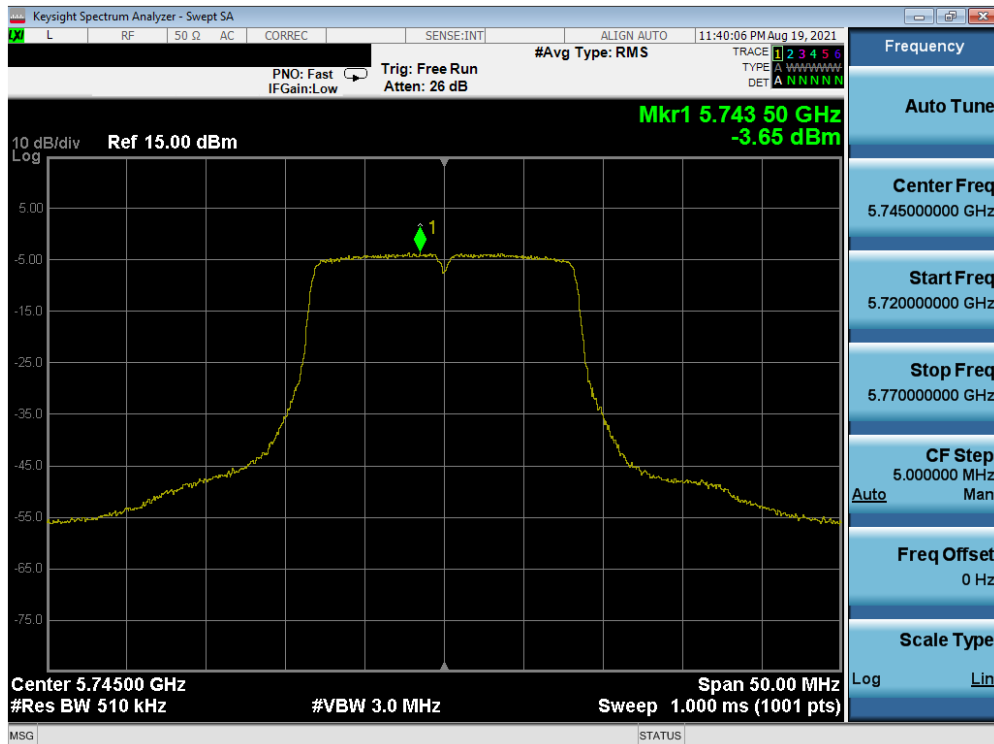 Keysight Spectrum Analyzer - Swept SA
LXI L RF 50 Ω AC CORREC SENSE:INT ALIGN AUTO 11:40:06 PM Aug 19, 2021
#Avg Type: RMS TRACE 1 2 3 4 5 6
PNO: Fast Trig: Free Run TYPE A WWWWW
IFGain:Low Atten: 26 dB DET A N N N N N
Mkr1 5.743 50 GHz
-3.65 dBm
10 dB/div Ref 15.00 dBm
Log
5.00
1
-5.00
-15.0
-25.0
-35.0
-45.0
-55.0
-65.0
-75.0
Center 5.74500 GHz Span 50.00 MHz
#Res BW 510 kHz #VBW 3.0 MHz Sweep 1.000 ms (1001 pts)
MSG STATUS
Frequency
Auto Tune
Center Freq
5.745000000 GHz
Start Freq
5.720000000 GHz
Stop Freq
5.770000000 GHz
CF Step
5.000000 MHz
Auto Man
Freq Offset
0 Hz
Scale Type
Log Lin